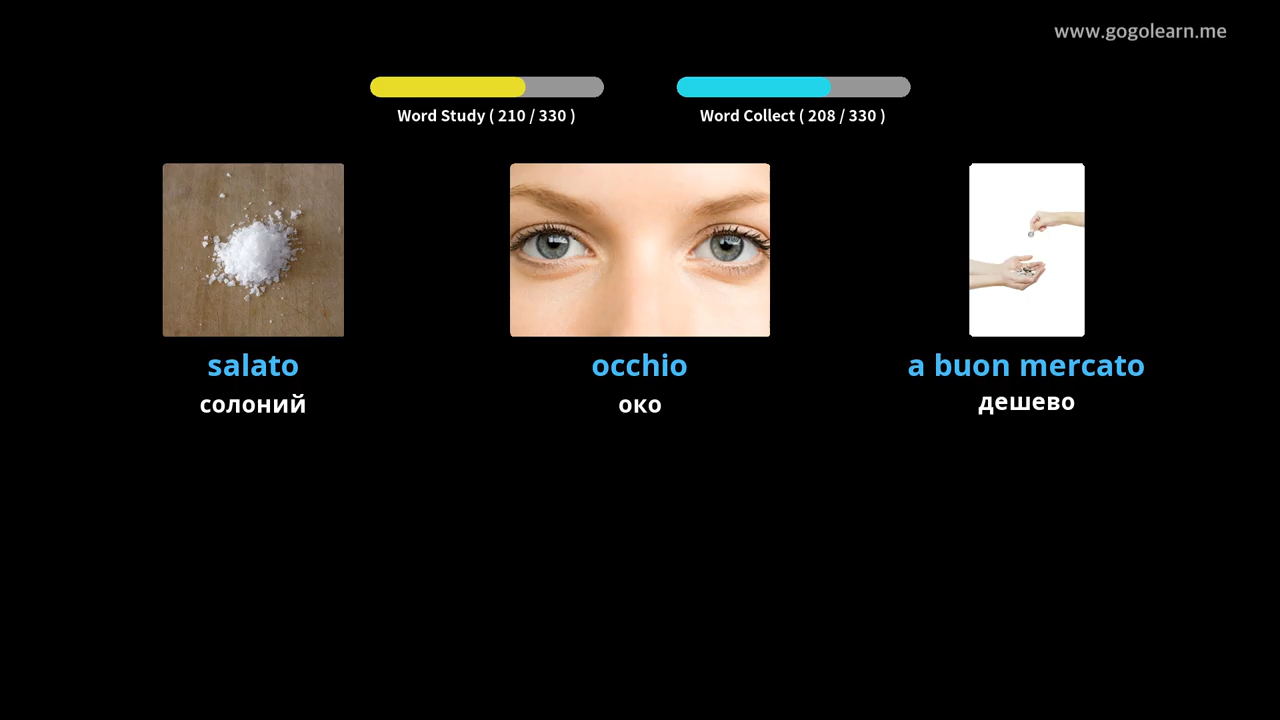 www.gogolearn.me
Word Study ( 210 / 330 )
Word Collect ( 208 / 330 )
salato
солоний
occhio
око
a buon mercato
дешево